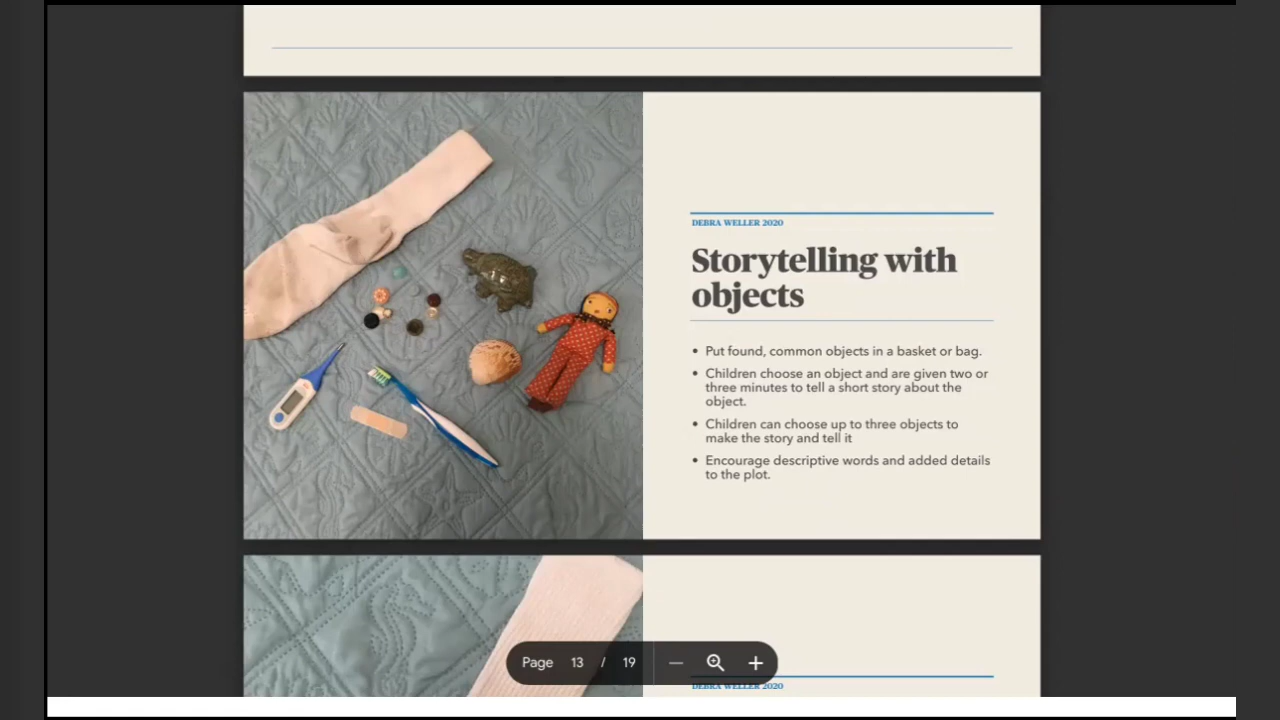 DEBRA WELLER 2020
Storytelling with
objects
• Put found, common objects in a basket or bag.
• Children choose an object and are given two or
three minutes to tell a short story about the
object.
• Children can choose up to three objects to
make the story and tell it
• Encourage descriptive words and added details
to the plot.
Page 13 / 19
DEBRA WELLER 2020